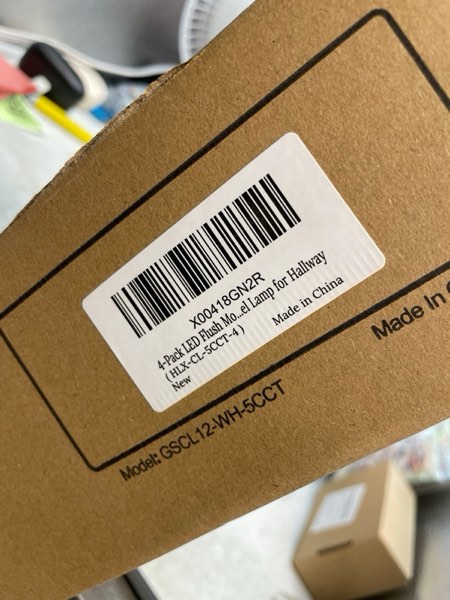 X00418GN2R
4-Pack LED Flush Mo...el Lamp for Hallway
( HLX-CL-5CCT-4 )
New
Made in China
Made In
Model: GSCL12-WH-5CCT